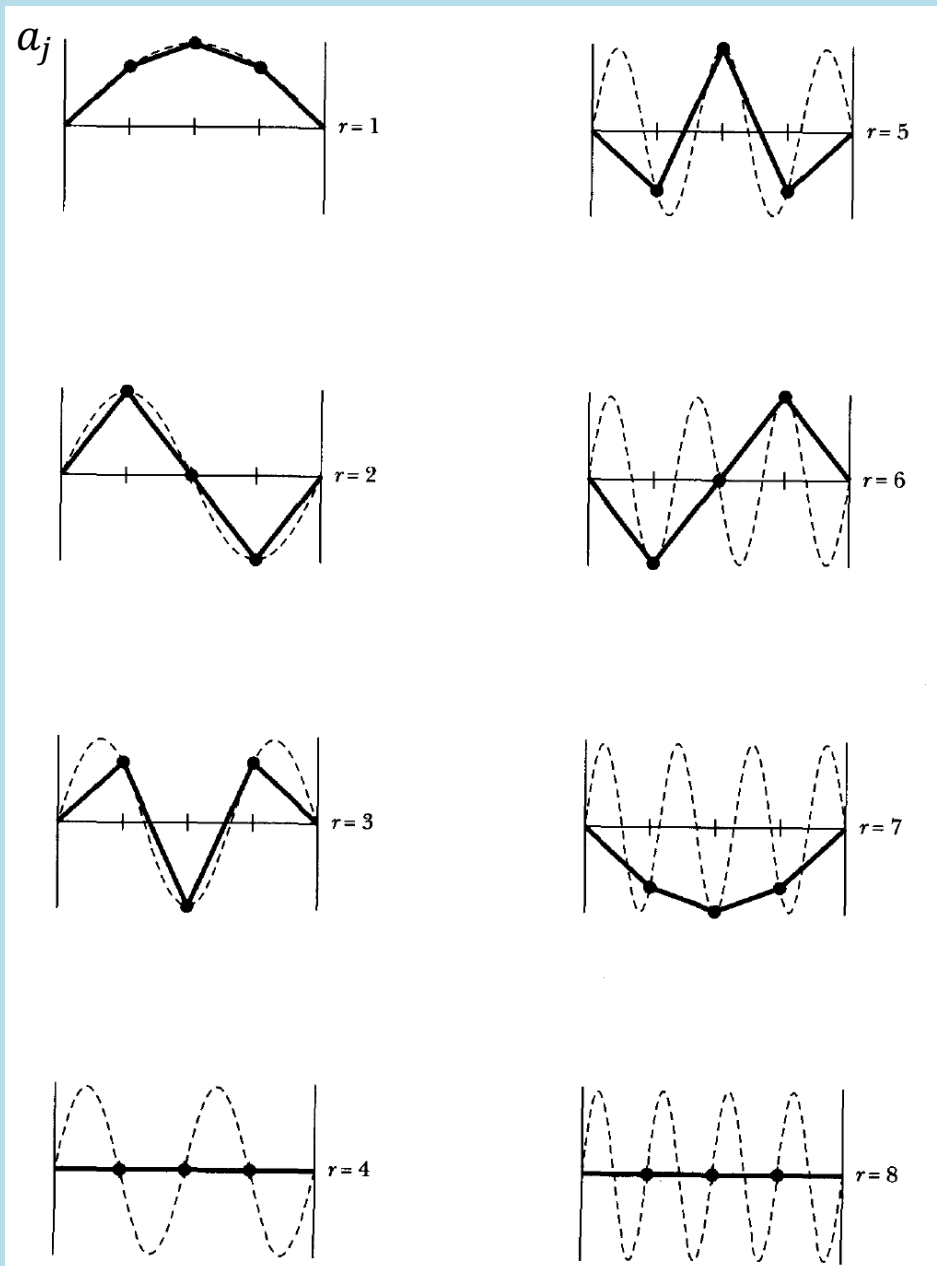 a_j
r = 1
r = 5
r = 2
r = 6
r = 3
r = 7
r = 4
r = 8